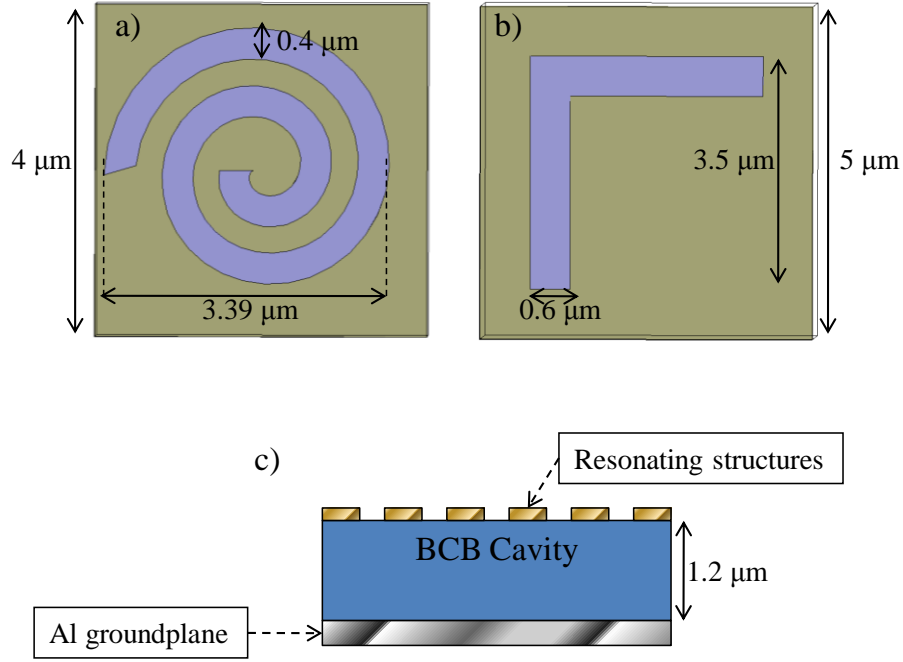 a)
0.4 μm
4 μm
3.39 μm
b)
3.5 μm
5 μm
0.6 μm
c)
Resonating structures
BCB Cavity
1.2 μm
Al groundplane